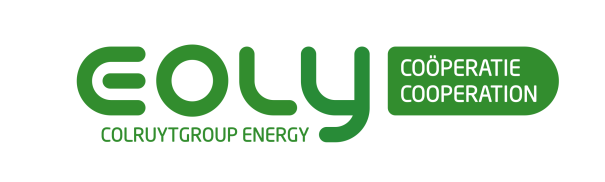 EOLY
COLRUYTGROUP ENERGY
COÖPERATIE
COOPERATION